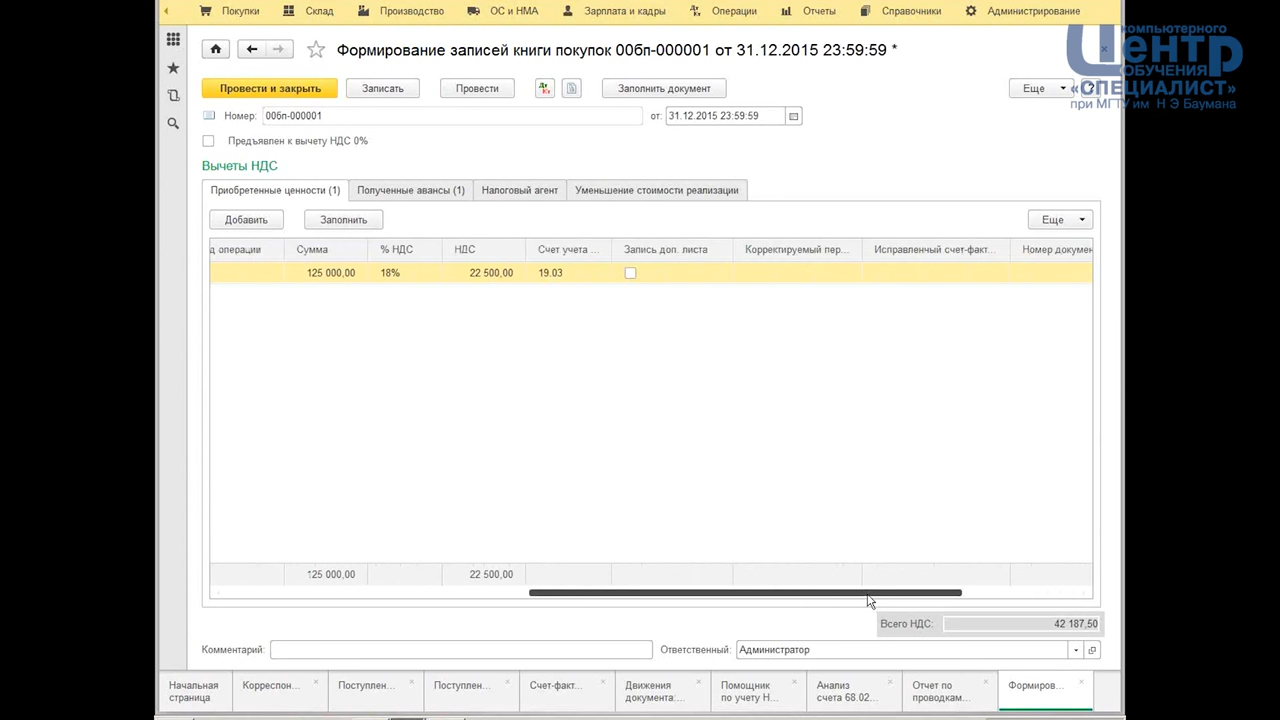 Покупки Склад Производство ОС и НМА Зарплата и кадры Операции Отчеты Справочники Администрирование
компьютерного
Центр
ОБУЧЕНИЯ
«СПЕЦИАЛИСТ»
при МГТУ им Н Э Баумана
Формирование записей книги покупок 00бп-000001 от 31.12.2015 23:59:59 *
Провести и закрыть Записать Провести Дт Кт Заполнить документ Еще ?
Номер: 00бп-000001 от: 31.12.2015 23:59:59
Предъявлен к вычету НДС 0%
Вычеты НДС
Приобретенные ценности (1) Полученные авансы (1) Налоговый агент Уменьшение стоимости реализации
Добавить Заполнить Еще
д операции Сумма % НДС НДС Счет учета ... Запись доп. листа Корректируемый пер... Исправленный счет-факт... Номер докумен
125 000,00 18% 22 500,00 19.03
125 000,00 22 500,00
Всего НДС: 42 187,50
Комментарий: Ответственный: Администратор
Начальная страница Корреспон... Поступлен... Поступлен... Счет-факт... Движения документа:... Помощник по учету Н... Анализ счета 68.02... Отчет по проводкам... Формиров...